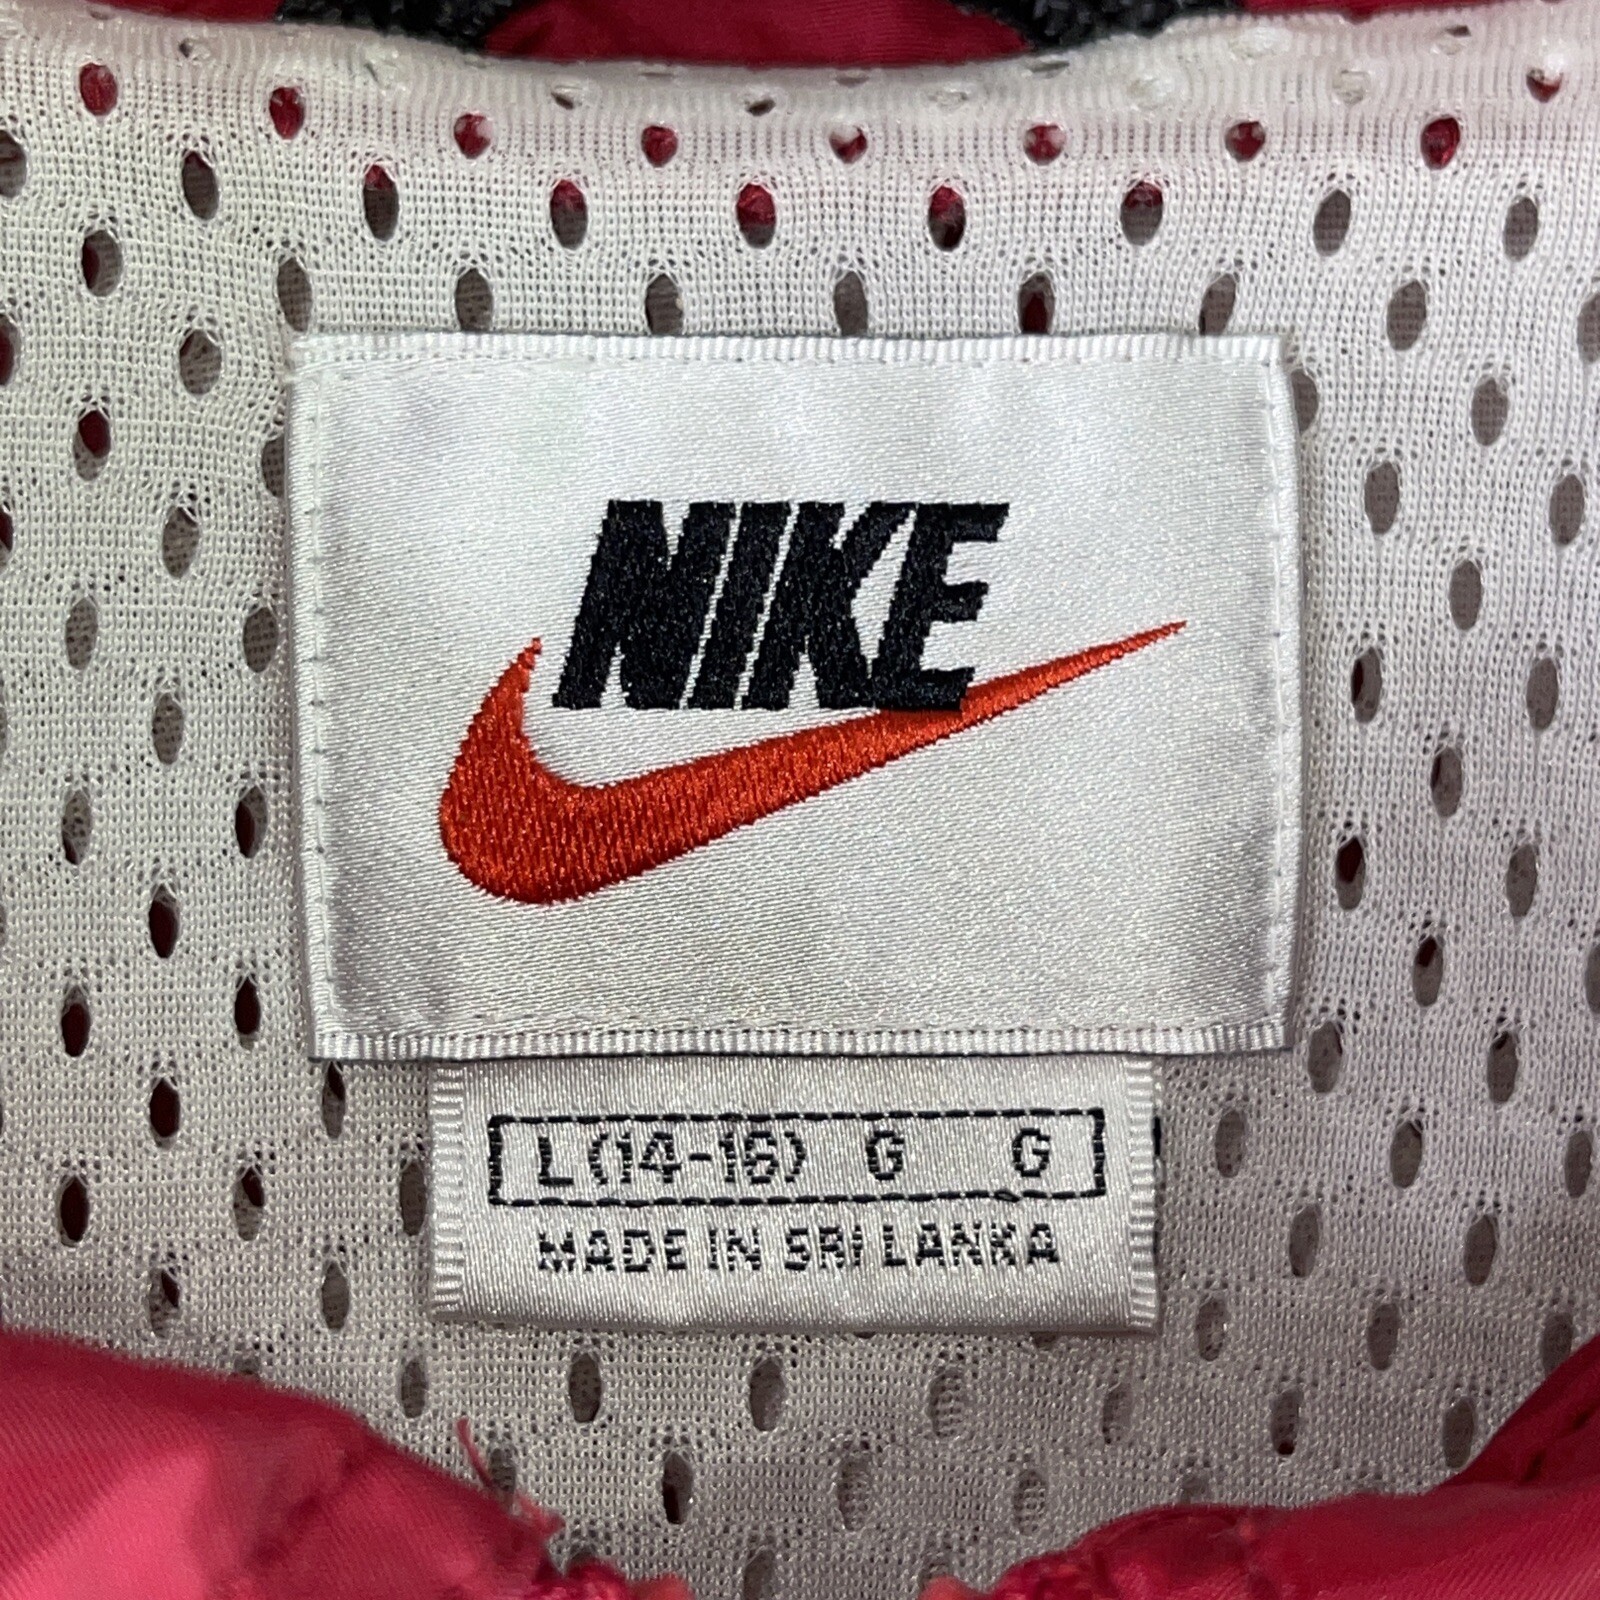 NIKE
L (14-16) G G
MADE IN SRI LANKA